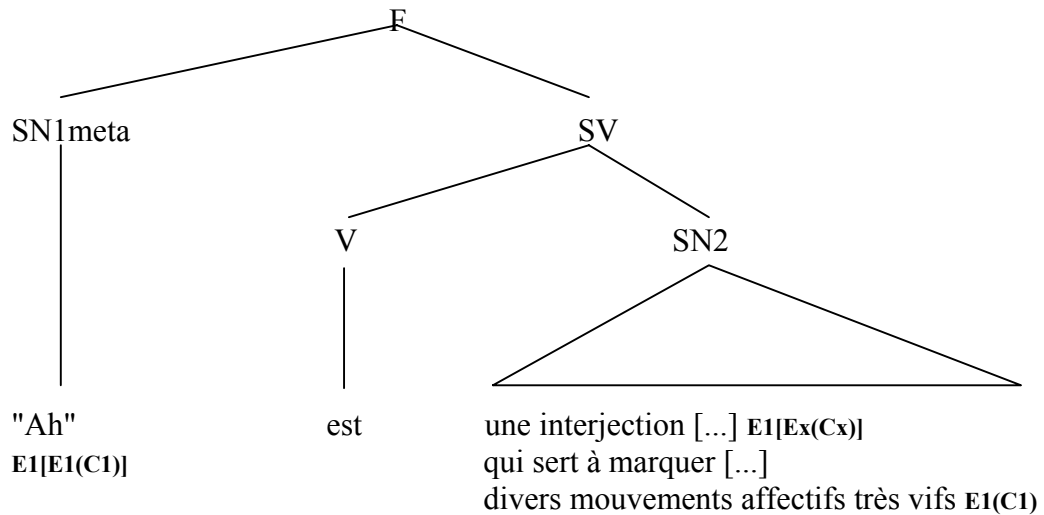 F
SN1meta SV
V SN2
"Ah" est une interjection [...] E1[Ex(Cx)]
E1[E1(C1)] qui sert à marquer [...]
divers mouvements affectifs très vifs E1(C1)